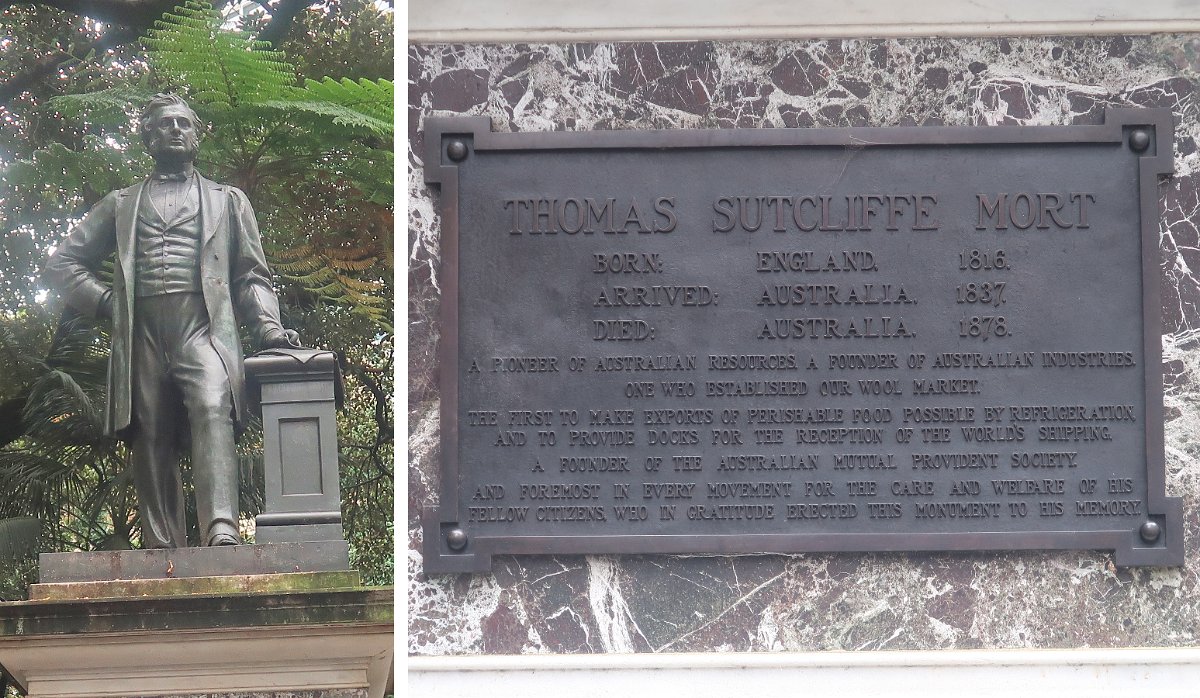 THOMAS SUTCLIFFE MORT
BORN: ENGLAND. 1816.
ARRIVED: AUSTRALIA. 1837.
DIED: AUSTRALIA. 1878.
A PIONEER OF AUSTRALIAN RESOURCES. A FOUNDER OF AUSTRALIAN INDUSTRIES.
ONE WHO ESTABLISHED OUR WOOL MARKET.
THE FIRST TO MAKE EXPORTS OF PERISEABLE FOOD POSSIBLE BY REFRIGERATION.
AND TO PROVIDE DOCKS FOR THE RECEPTION OF THE WORLD'S SHIPPING.
A FOUNDER OF THE AUSTRALIAN MUTUAL PROVIDENT SOCIETY.
AND FOREMOST IN EVERY MOVEMENT FOR THE CARE AND WELFARE OF HIS
FELLOW CITIZENS, WHO IN GRATITUDE ERECTED THIS MONUMENT TO HIS MEMORY.